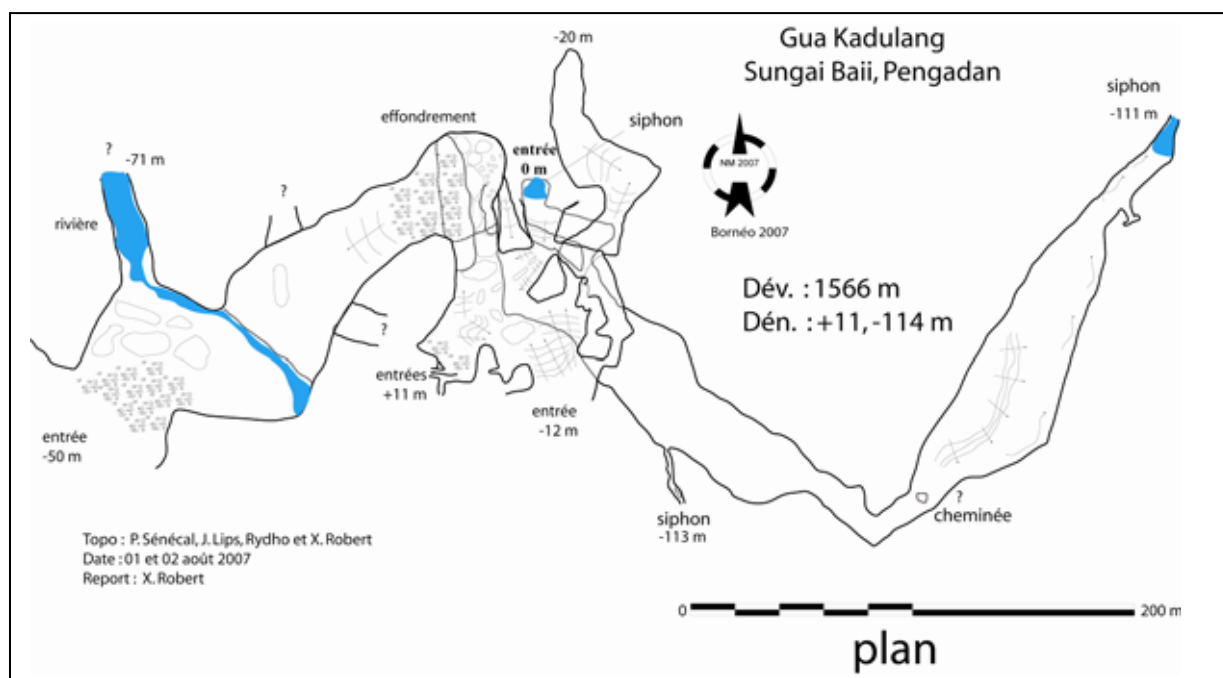 Gua Kadulang
Sungai Baii, Pengadan
-20 m
siphon
-111 m
effondrement
siphon
entrée
0 m
NM 2007
Bornéo 2007
?
-71 m
?
rivière
Dév. : 1566 m
Dén. : +11, -114 m
?
entrées
+11 m
entrée
-12 m
entrée
-50 m
?
cheminée
siphon
-113 m
Topo : P. Sénécal, J. Lips, Rydho et X. Robert
Date : 01 et 02 août 2007
Report : X. Robert
0
200 m
plan